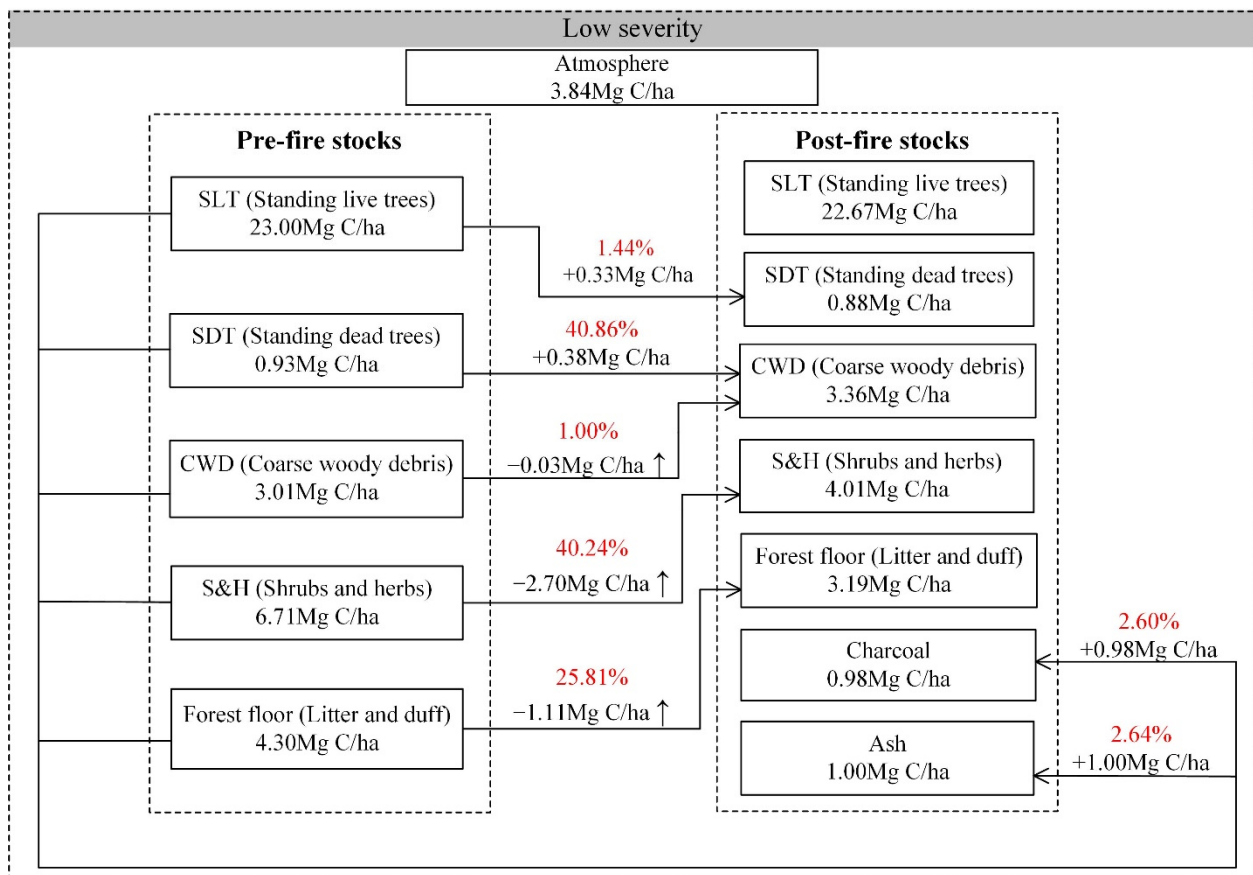 Low severity
Atmosphere
3.84Mg C/ha
Pre-fire stocks
SLT (Standing live trees)
23.00Mg C/ha
SDT (Standing dead trees)
0.93Mg C/ha
CWD (Coarse woody debris)
3.01Mg C/ha
S&H (Shrubs and herbs)
6.71Mg C/ha
Forest floor (Litter and duff)
4.30Mg C/ha
1.44%
+0.33Mg C/ha
40.86%
+0.38Mg C/ha
1.00%
−0.03Mg C/ha ↑
40.24%
−2.70Mg C/ha ↑
25.81%
−1.11Mg C/ha ↑
Post-fire stocks
SLT (Standing live trees)
22.67Mg C/ha
SDT (Standing dead trees)
0.88Mg C/ha
CWD (Coarse woody debris)
3.36Mg C/ha
S&H (Shrubs and herbs)
4.01Mg C/ha
Forest floor (Litter and duff)
3.19Mg C/ha
Charcoal
0.98Mg C/ha
Ash
1.00Mg C/ha
2.60%
+0.98Mg C/ha
2.64%
+1.00Mg C/ha